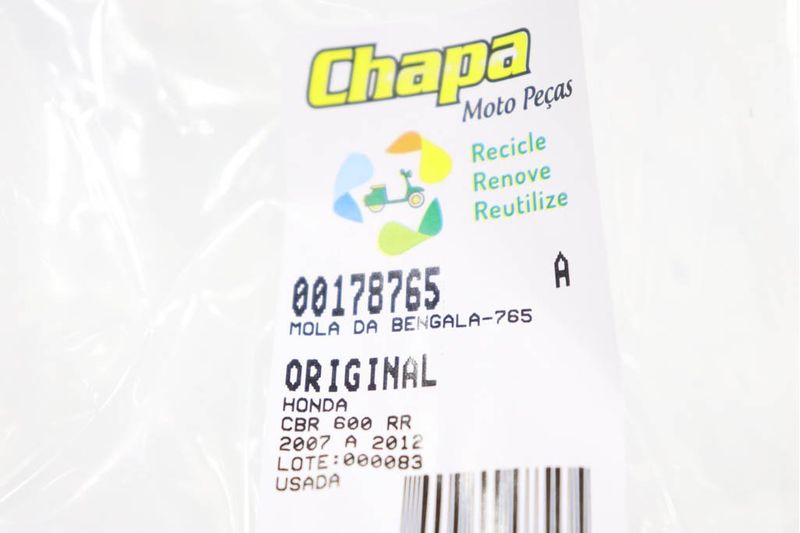 Chapa
Moto Peças
Recicle
Renove
Reutilize
00178765 A
MOLA DA BENGALA-765
ORIGINAL
HONDA
CBR 600 RR
2007 A 2012
LOTE:000083
USADA